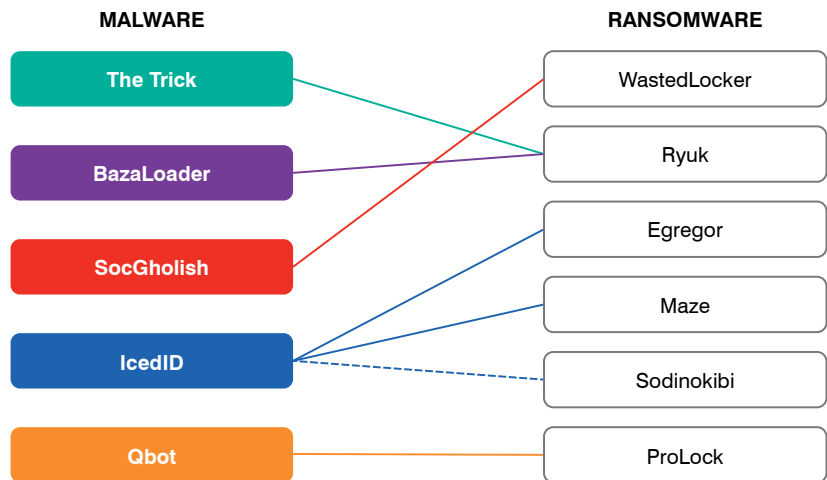 MALWARE
RANSOMWARE
The Trick
BazaLoader
SocGholish
IcedID
Qbot
WastedLocker
Ryuk
Egregor
Maze
Sodinokibi
ProLock